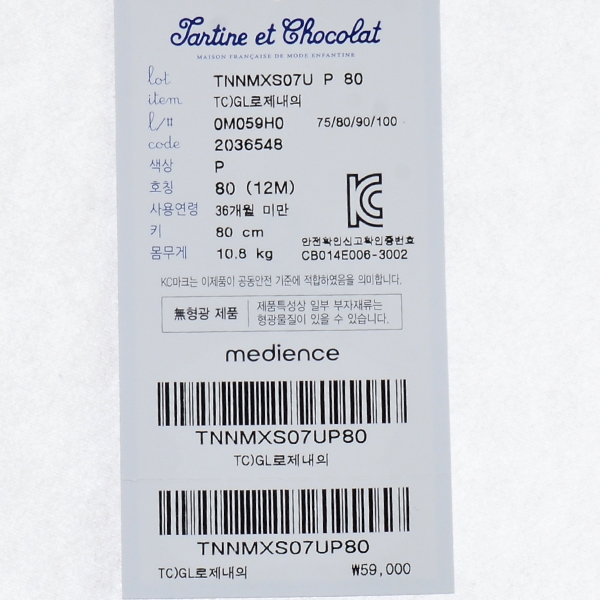 Tartine et Chocolat
MAISON FRANÇAISE DE MODE ENFANTINE
lot TNNMXS07U P 80
item TC)GL로제내의
l/# 0M059H0 75/80/90/100
code 2036548
색상 P
호칭 80 (12M)
사용연령 36개월 미만
키 80 cm
몸무게 10.8 kg
안전확인신고확인증번호
CB014E006-3002
KC마크는 이제품이 공동안전 기준에 적합하였음을 의미합니다.
無형광 제품
제품특성상 일부 부자재류는
형광물질이 있을 수 있습니다.
medience
TNNMXS07UP80
TC)GL로제내의
TNNMXS07UP80
TC)GL로제내의 ₩59,000